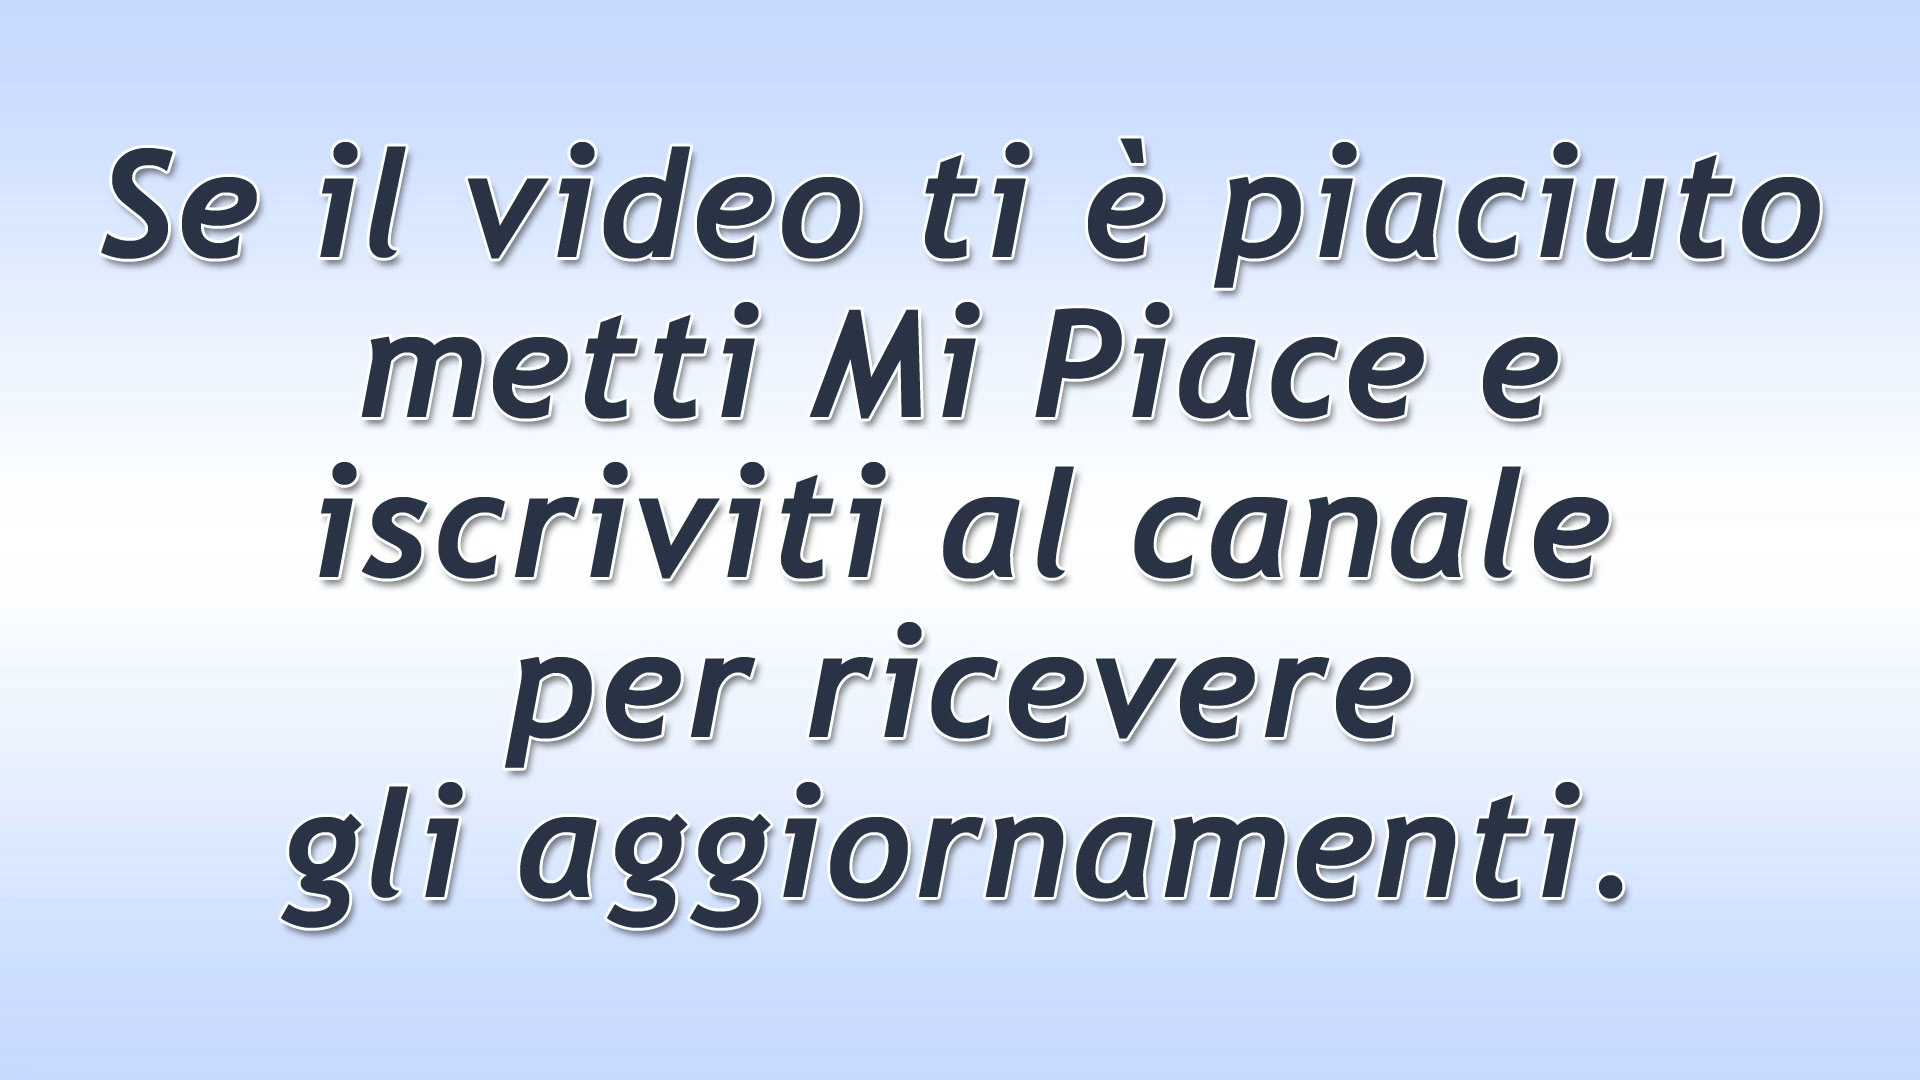 Se il video ti è piaciuto
metti Mi Piace e
iscriviti al canale
per ricevere
gli aggiornamenti.